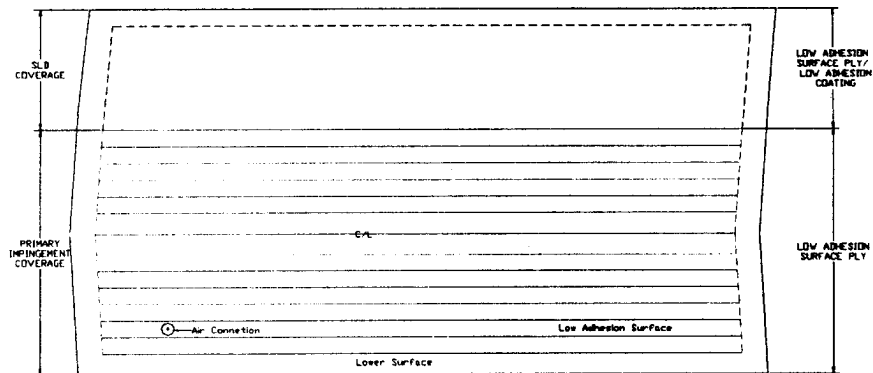 SLD
COVERAGE
LOW ADHESION
SURFACE PLY/
LOW ADHESION
COATING
C/L
PRIMARY
IMPINGEMENT
COVERAGE
LOW ADHESION
SURFACE PLY
Air Connetion
Low Adhesion Surface
Lower Surface